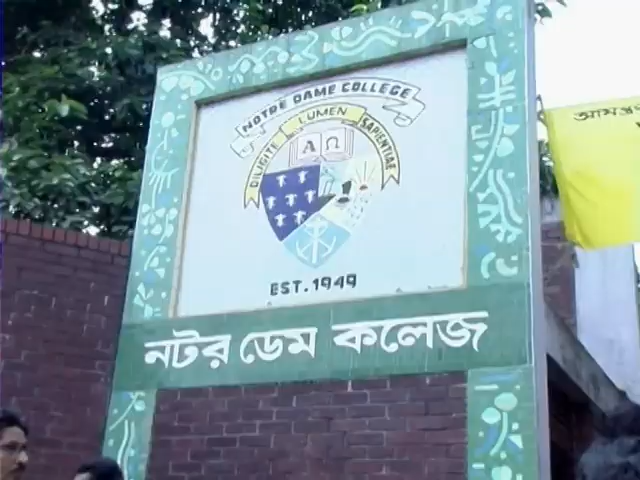 NOTRE DAME COLLEGE
DILIGITE LUMEN SAPIENTIAE
Α Ω
EST. 1949
নটর ডেম কলেজ